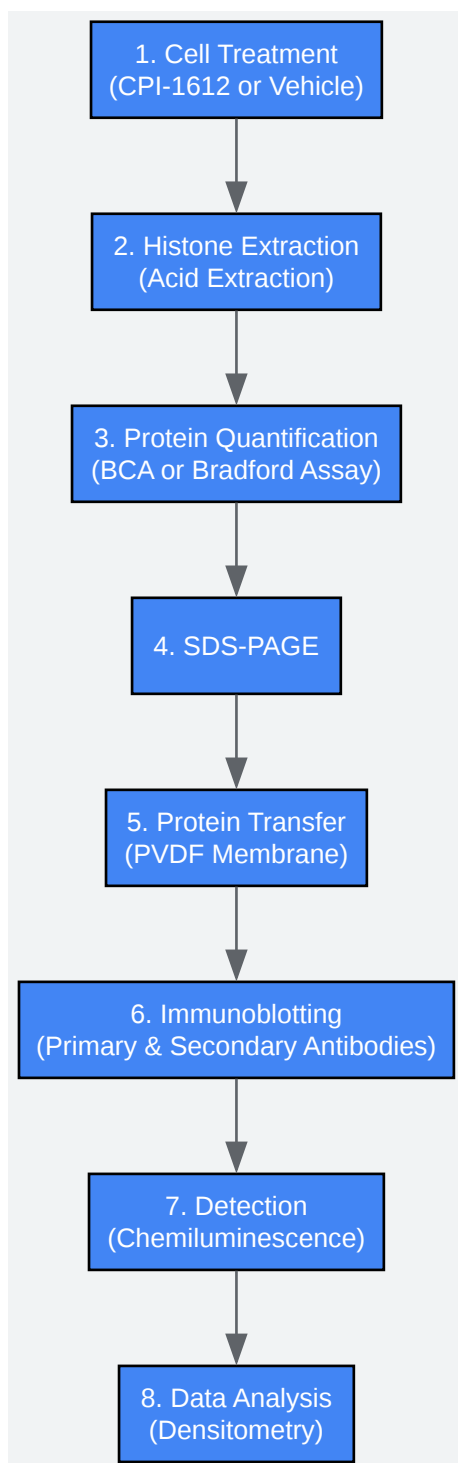 1. Cell Treatment
(CPI-1612 or Vehicle)
2. Histone Extraction
(Acid Extraction)
3. Protein Quantification
(BCA or Bradford Assay)
4. SDS-PAGE
5. Protein Transfer
(PVDF Membrane)
6. Immunoblotting
(Primary & Secondary Antibodies)
7. Detection
(Chemiluminescence)
8. Data Analysis
(Densitometry)